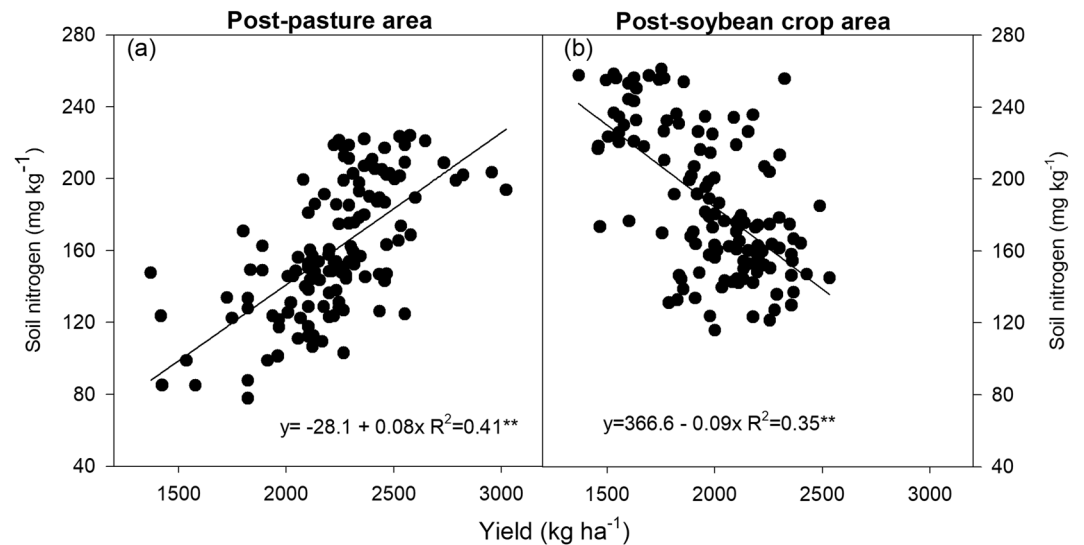 Post-pasture area
Post-soybean crop area
(a)
(b)
280
240
200
160
120
80
40
280
240
200
160
120
80
40
Soil nitrogen (mg kg⁻¹)
Soil nitrogen (mg kg⁻¹)
y= -28.1 + 0.08x R²=0.41**
y=366.6 - 0.09x R²=0.35**
1500 2000 2500 3000 1500 2000 2500 3000
Yield (kg ha⁻¹)